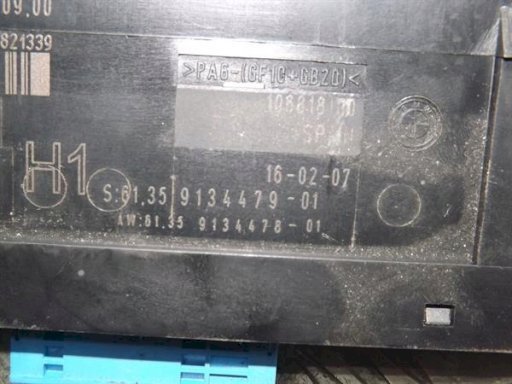 09.00
821339
>PA6-(GF10+GB20)<
H1
16-02-07
S:61.35 9134479-01
AW:61.35 9134478-01